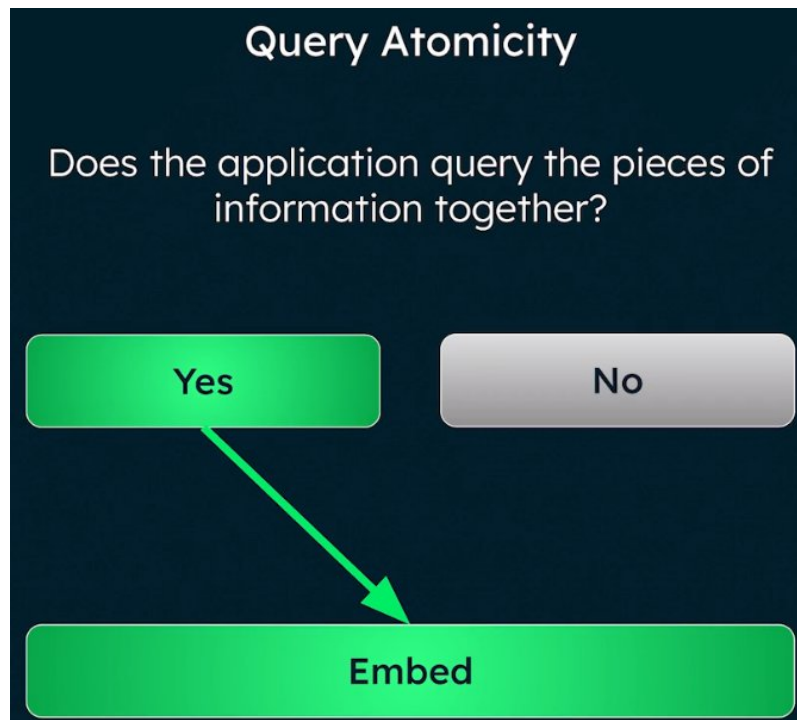 Query Atomicity
Does the application query the pieces of
information together?
Yes
No
Embed